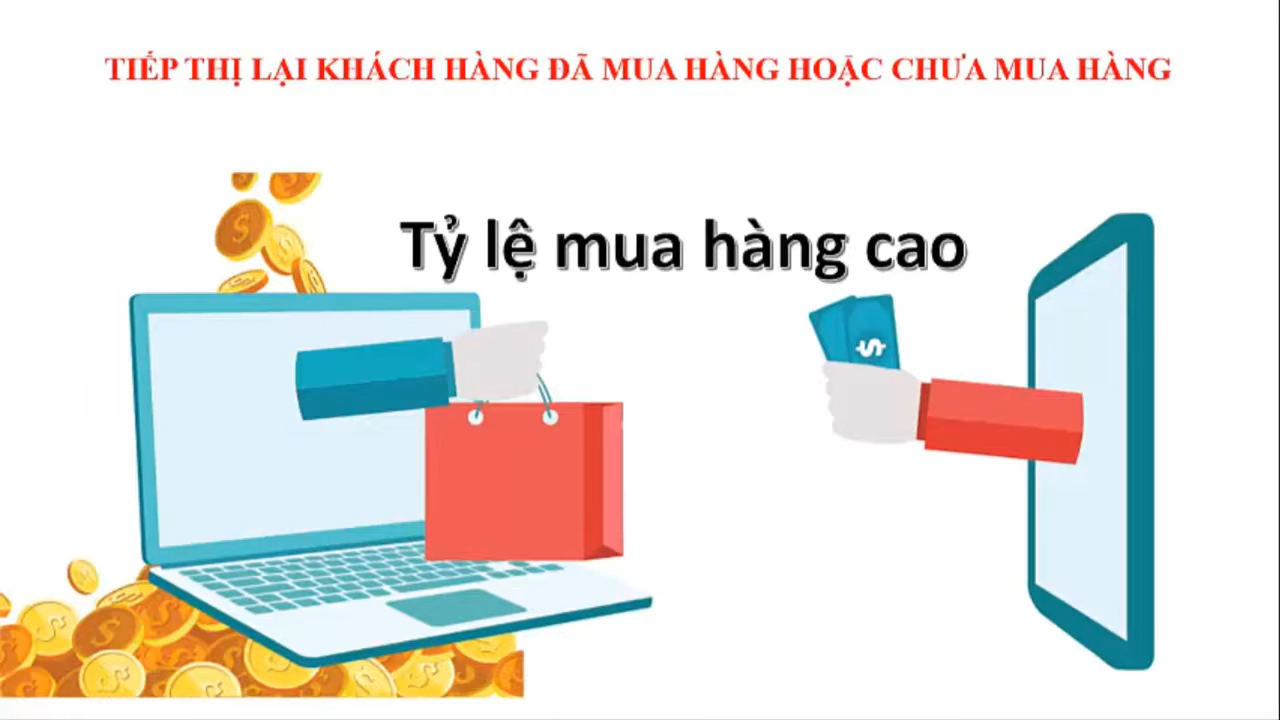 TIẾP THỊ LẠI KHÁCH HÀNG ĐÃ MUA HÀNG HOẶC CHƯA MUA HÀNG
Tỷ lệ mua hàng cao